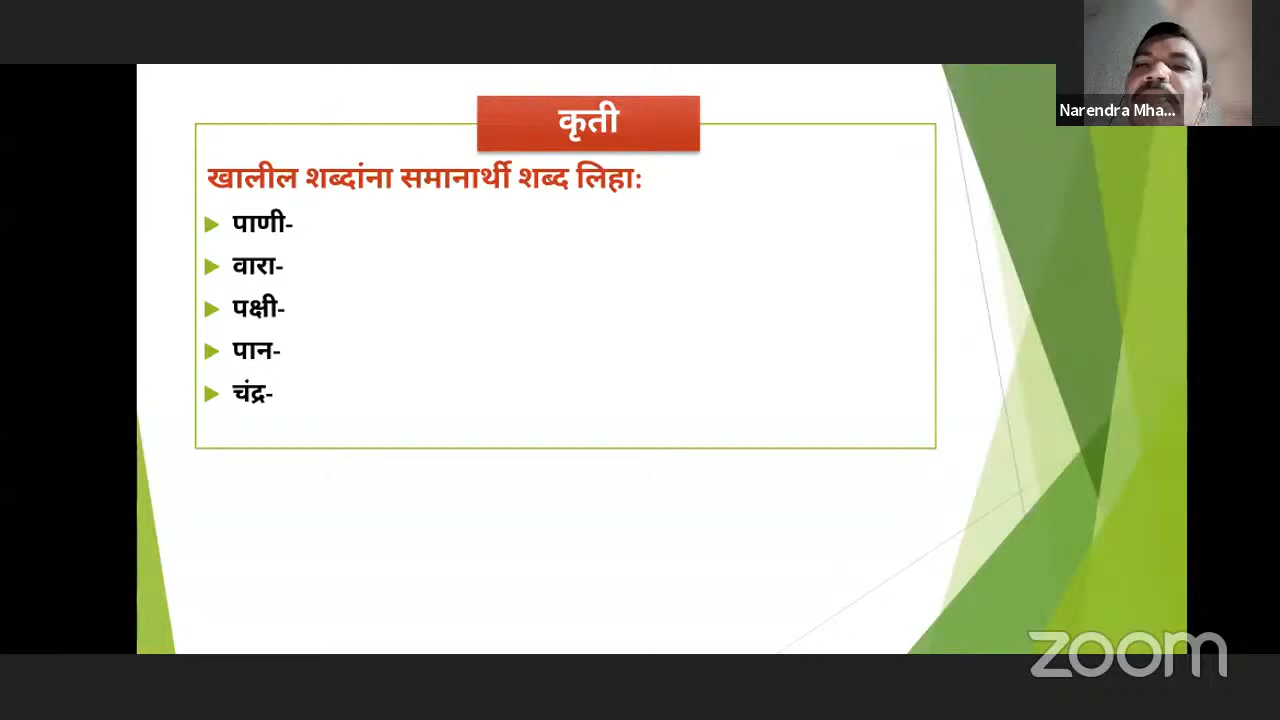 कृती
खालील शब्दांना समानार्थी शब्द लिहा:
पाणी-
वारा-
पक्षी-
पान-
चंद्र-
Narendra Mha...
zoom